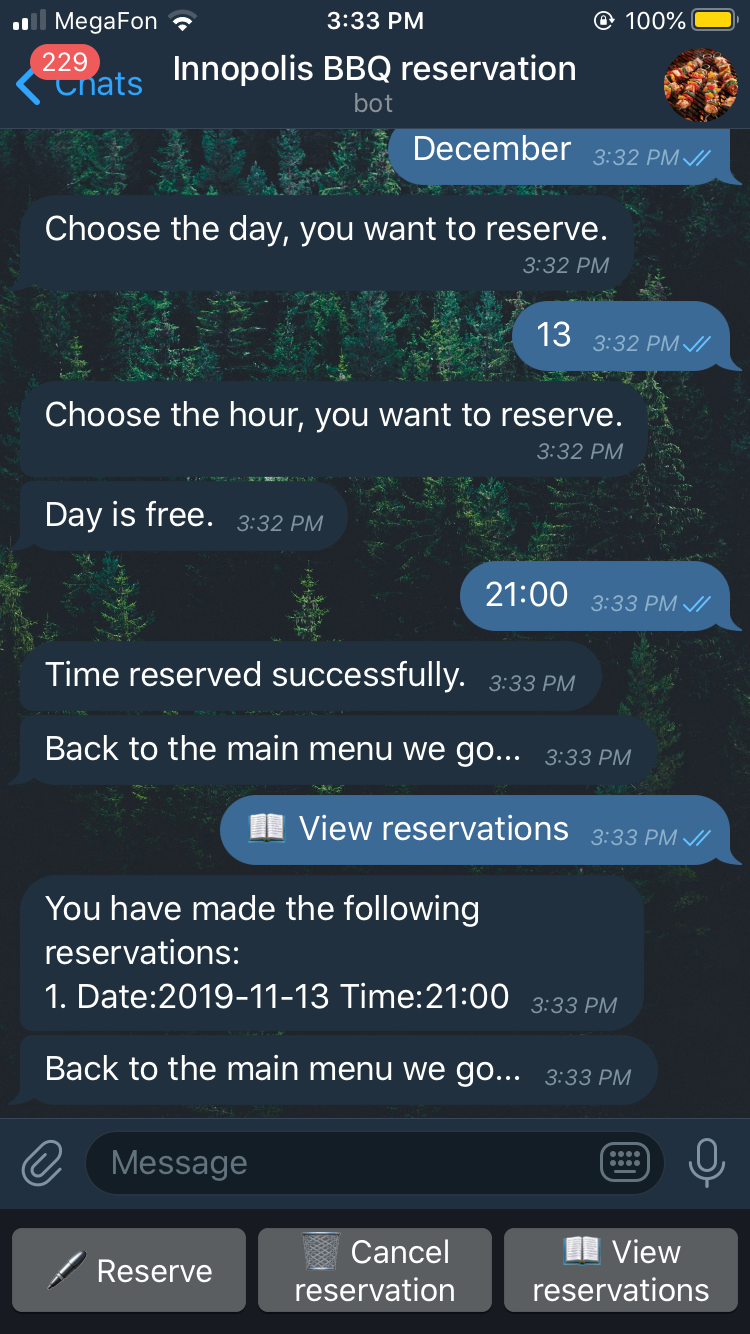 MegaFon 3:33 PM 100%
229
Chats
Innopolis BBQ reservation
bot
December 3:32 PM
Choose the day, you want to reserve.
3:32 PM
13 3:32 PM
Choose the hour, you want to reserve.
3:32 PM
Day is free. 3:32 PM
21:00 3:33 PM
Time reserved successfully. 3:33 PM
Back to the main menu we go... 3:33 PM
📖 View reservations 3:33 PM
You have made the following
reservations:
1. Date:2019-11-13 Time:21:00 3:33 PM
Back to the main menu we go... 3:33 PM
Message
🖋 Reserve
🗑 Cancel
reservation
📖 View
reservations